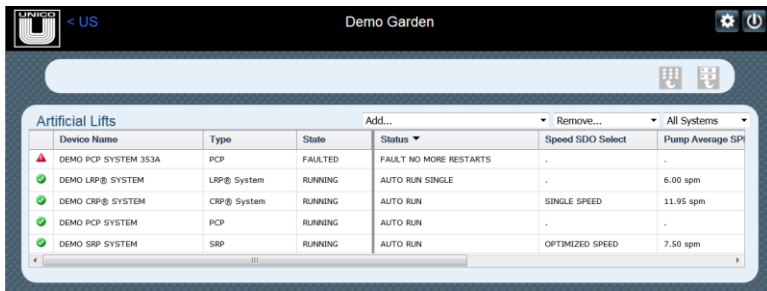 UNICO
< US
Demo Garden
Artificial Lifts
Add...
Remove...
All Systems
Device Name Type State Status Speed SDO Select Pump Average SP
DEMO PCP SYSTEM 353A PCP FAULTED FAULT NO MORE RESTARTS . .
DEMO LRP® SYSTEM LRP® System RUNNING AUTO RUN SINGLE . 6.00 spm
DEMO CRP® SYSTEM CRP® System RUNNING AUTO RUN SINGLE SPEED 11.95 spm
DEMO PCP SYSTEM PCP RUNNING AUTO RUN . .
DEMO SRP SYSTEM SRP RUNNING AUTO RUN OPTIMIZED SPEED 7.50 spm